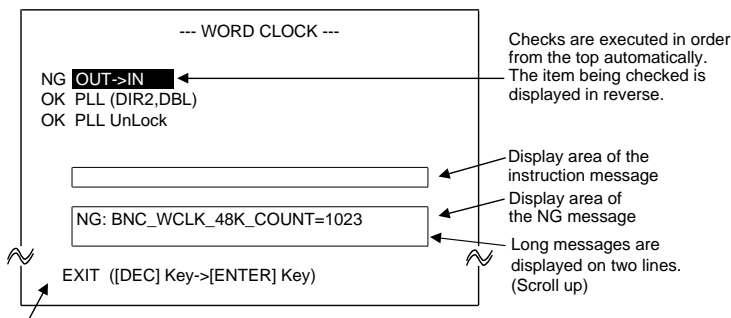 --- WORD CLOCK ---
NG OUT->IN
OK PLL (DIR2,DBL)
OK PLL UnLock
NG: BNC_WCLK_48K_COUNT=1023
EXIT ([DEC] Key->[ENTER] Key)
Checks are executed in order
from the top automatically.
The item being checked is
displayed in reverse.
Display area of the
instruction message
Display area of
the NG message
Long messages are
displayed on two lines.
(Scroll up)